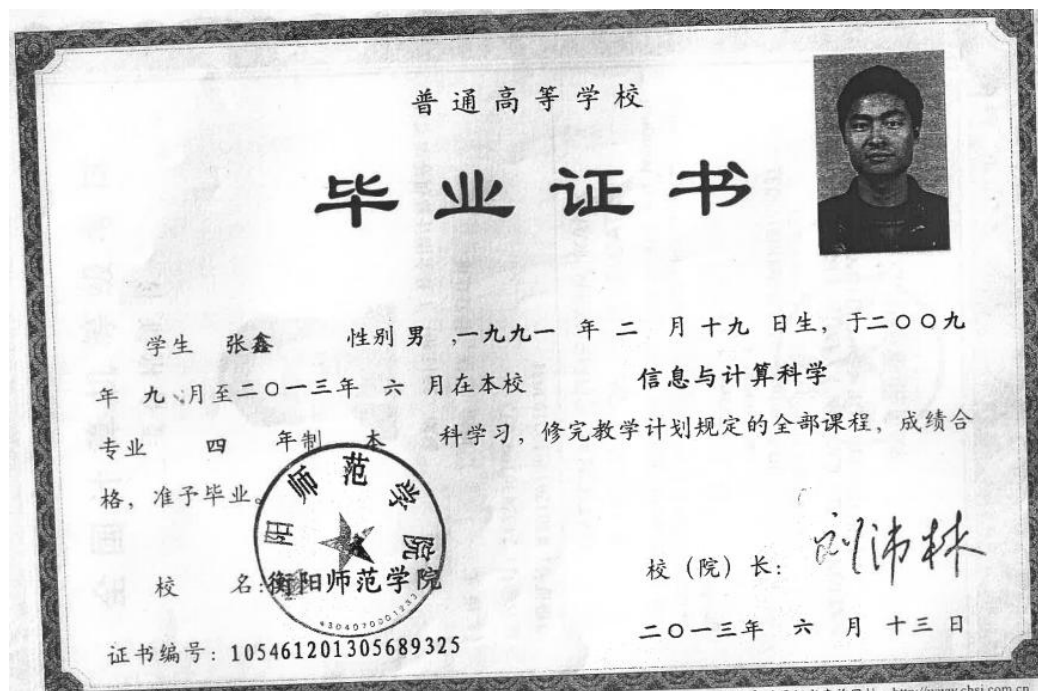 普通高等学校
毕业证书
学生 张鑫 性别 男 ,一九九一 年 二 月 十九 日生，于二〇〇九
年 九 月至二〇一三年 六 月在本校 信息与计算科学
专业 四 年制 本 科学习，修完教学计划规定的全部课程，成绩合
格，准予毕业。
阳师范学院
4304070001233
校 名:衡阳师范学院
校（院）长：刘沛林
证书编号：105461201305689325
二〇一三年 六 月 十三 日
http://www.chsi.com.cn